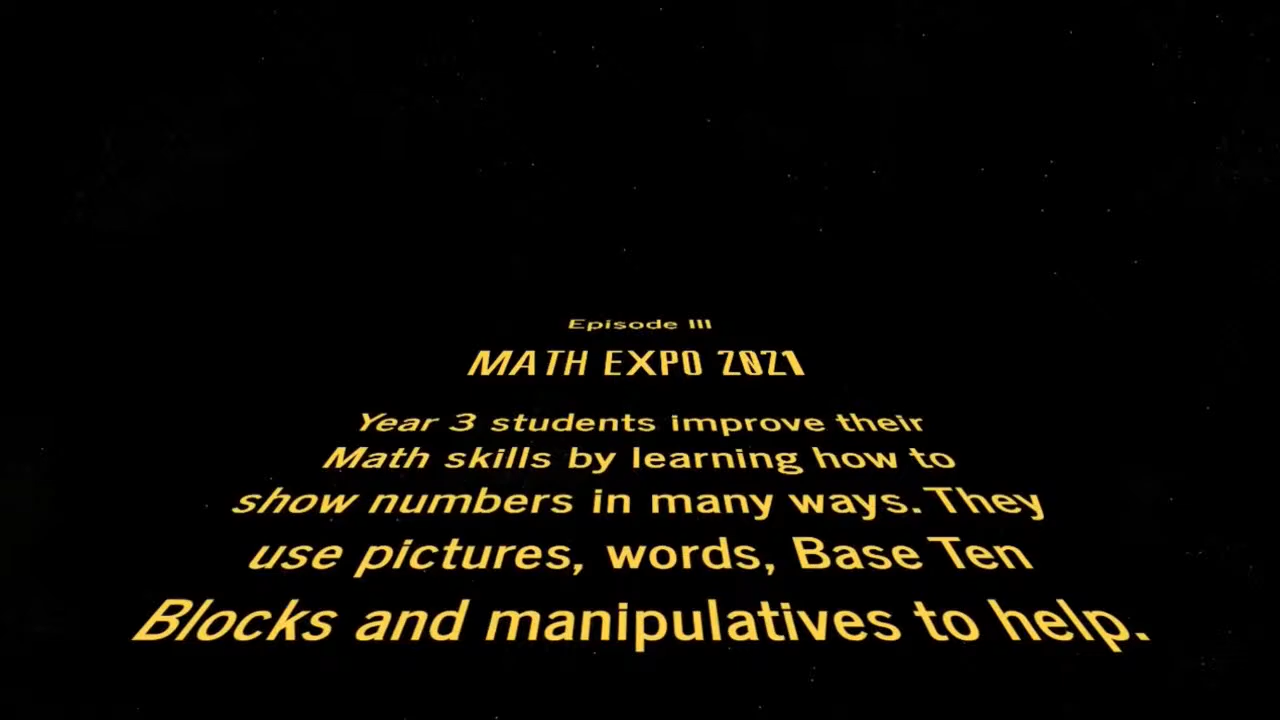 Episode III
MATH EXPO 2021
Year 3 students improve their
Math skills by learning how to
show numbers in many ways. They
use pictures, words, Base Ten
Blocks and manipulatives to help.